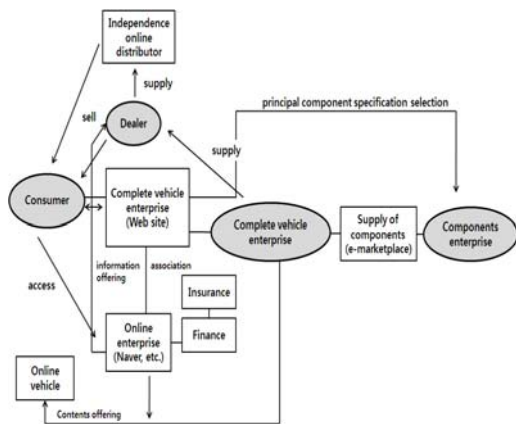 Independence
online
distributor
supply
principal component specification selection
sell
Dealer
supply
Consumer
Complete vehicle
enterprise
(Web site)
Complete vehicle
enterprise
Supply of
components
(e-marketplace)
Components
enterprise
information
offering
association
access
Insurance
Online
enterprise
(Naver, etc.)
Finance
Online
vehicle
Contents offering